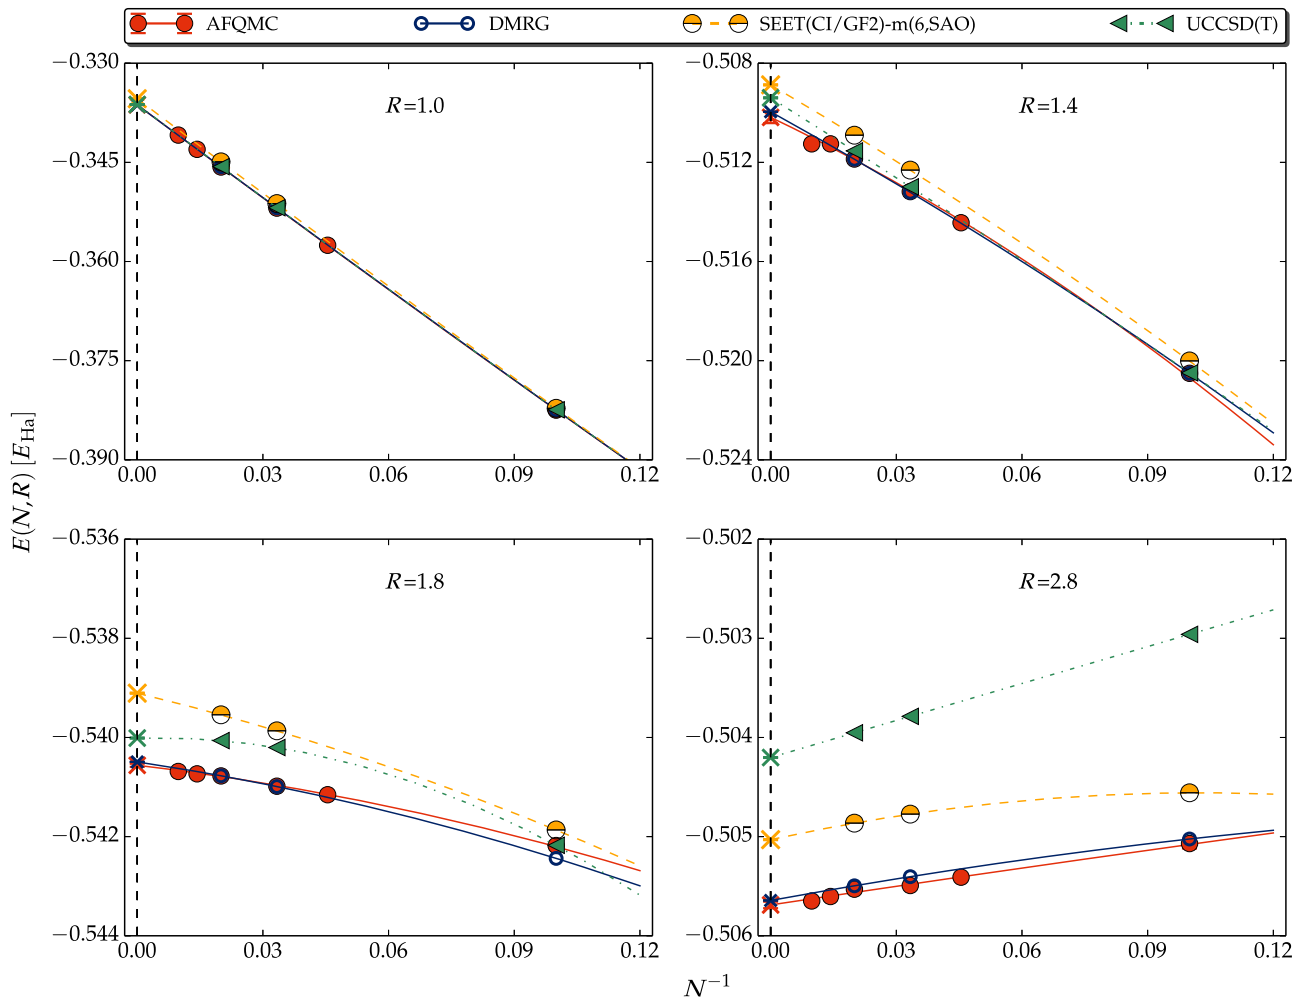 AFQMC DMRG SEET(CI/GF2)-m(6,SAO) UCCSD(T)
−0.330
−0.345
−0.360
−0.375
−0.390
R=1.0
0.00 0.03 0.06 0.09 0.12
−0.508
−0.512
−0.516
−0.520
−0.524
R=1.4
0.00 0.03 0.06 0.09 0.12
E(N,R) [E_Ha]
−0.536
−0.538
−0.540
−0.542
−0.544
R=1.8
0.00 0.03 0.06 0.09 0.12
−0.502
−0.503
−0.504
−0.505
−0.506
R=2.8
0.00 0.03 0.06 0.09 0.12
N⁻¹